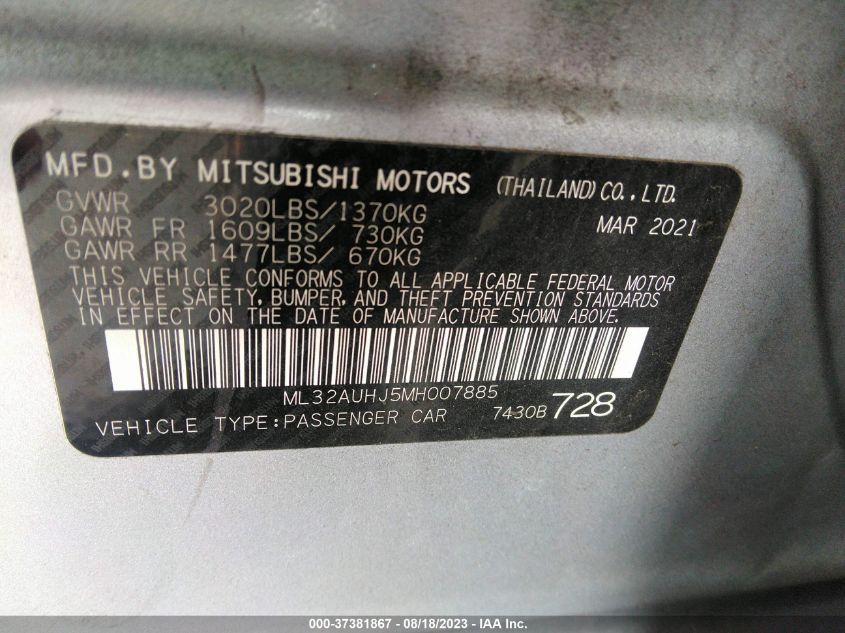 MFD.BY MITSUBISHI MOTORS (THAILAND) CO., LTD.
GVWR 3020LBS/1370KG MAR 2021
GAWR FR 1609LBS/ 730KG
GAWR RR 1477LBS/ 670KG
THIS VEHICLE CONFORMS TO ALL APPLICABLE FEDERAL MOTOR
VEHICLE SAFETY, BUMPER, AND THEFT PREVENTION STANDARDS
IN EFFECT ON THE DATE OF MANUFACTURE SHOWN ABOVE.
ML32AUHJ5MH007885
VEHICLE TYPE:PASSENGER CAR 7430B 728
000-37381867 - 08/18/2023 - IAA Inc.